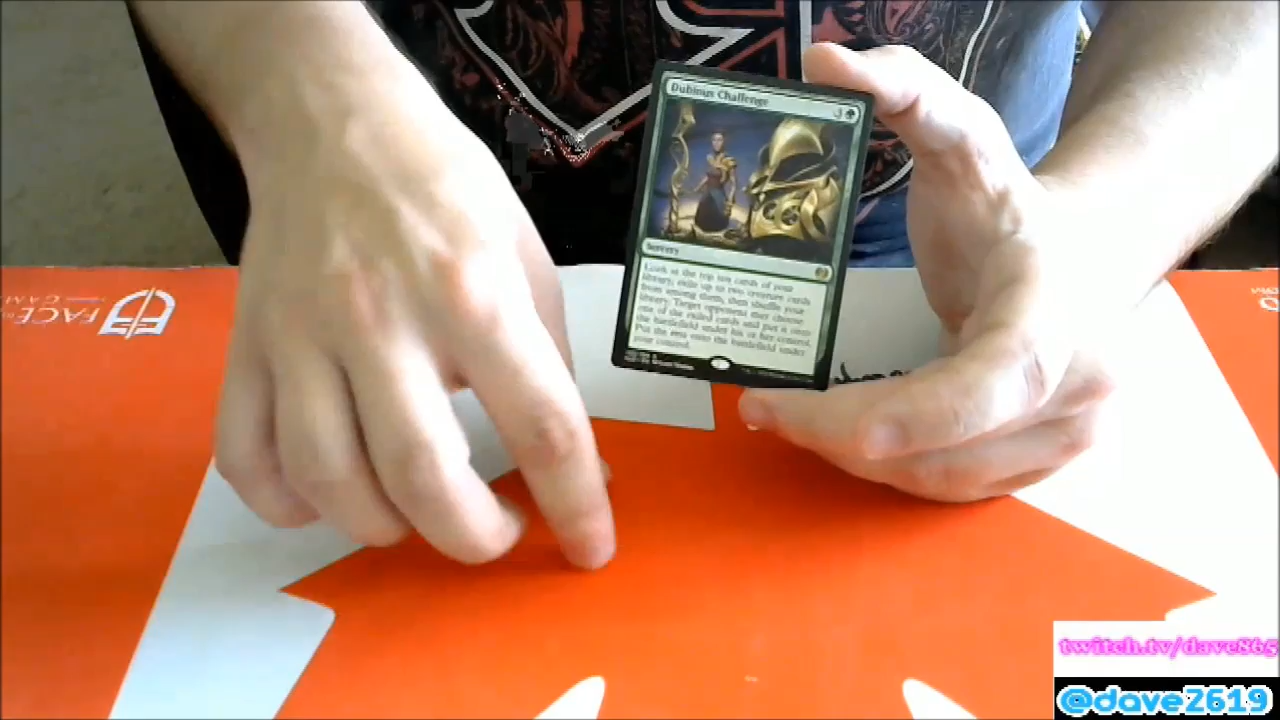 Dubious Challenge
3
Sorcery
Look at the top ten cards of your
library, exile up to two creature cards
from among them, then shuffle your
library. Target opponent may choose
one of the exiled cards and put it onto
the battlefield under his or her control.
Put the rest onto the battlefield under
your control.
FACE
GAM
twitch.tv/dave865
@dave2619